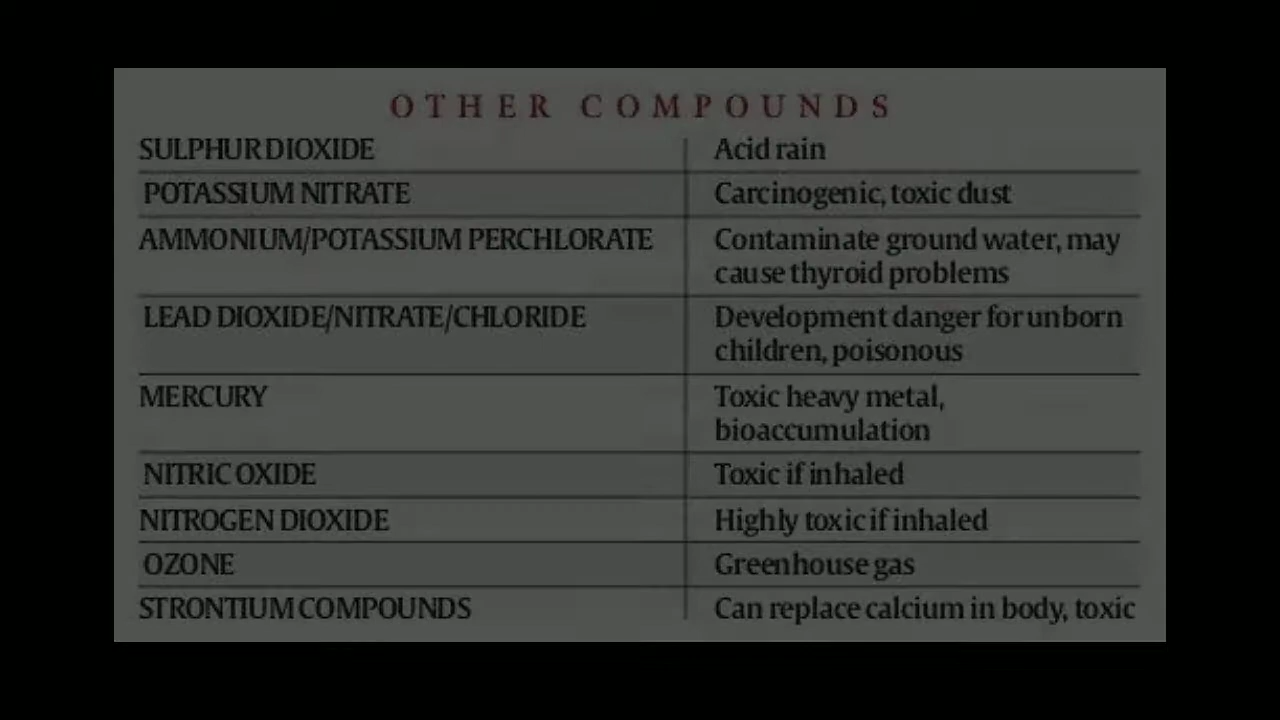 OTHER COMPOUNDS
SULPHUR DIOXIDE Acid rain
POTASSIUM NITRATE Carcinogenic, toxic dust
AMMONIUM/POTASSIUM PERCHLORATE Contaminate ground water, may
cause thyroid problems
LEAD DIOXIDE/NITRATE/CHLORIDE Development danger for unborn
children, poisonous
MERCURY Toxic heavy metal,
bioaccumulation
NITRIC OXIDE Toxic if inhaled
NITROGEN DIOXIDE Highly toxic if inhaled
OZONE Greenhouse gas
STRONTIUM COMPOUNDS Can replace calcium in body, toxic